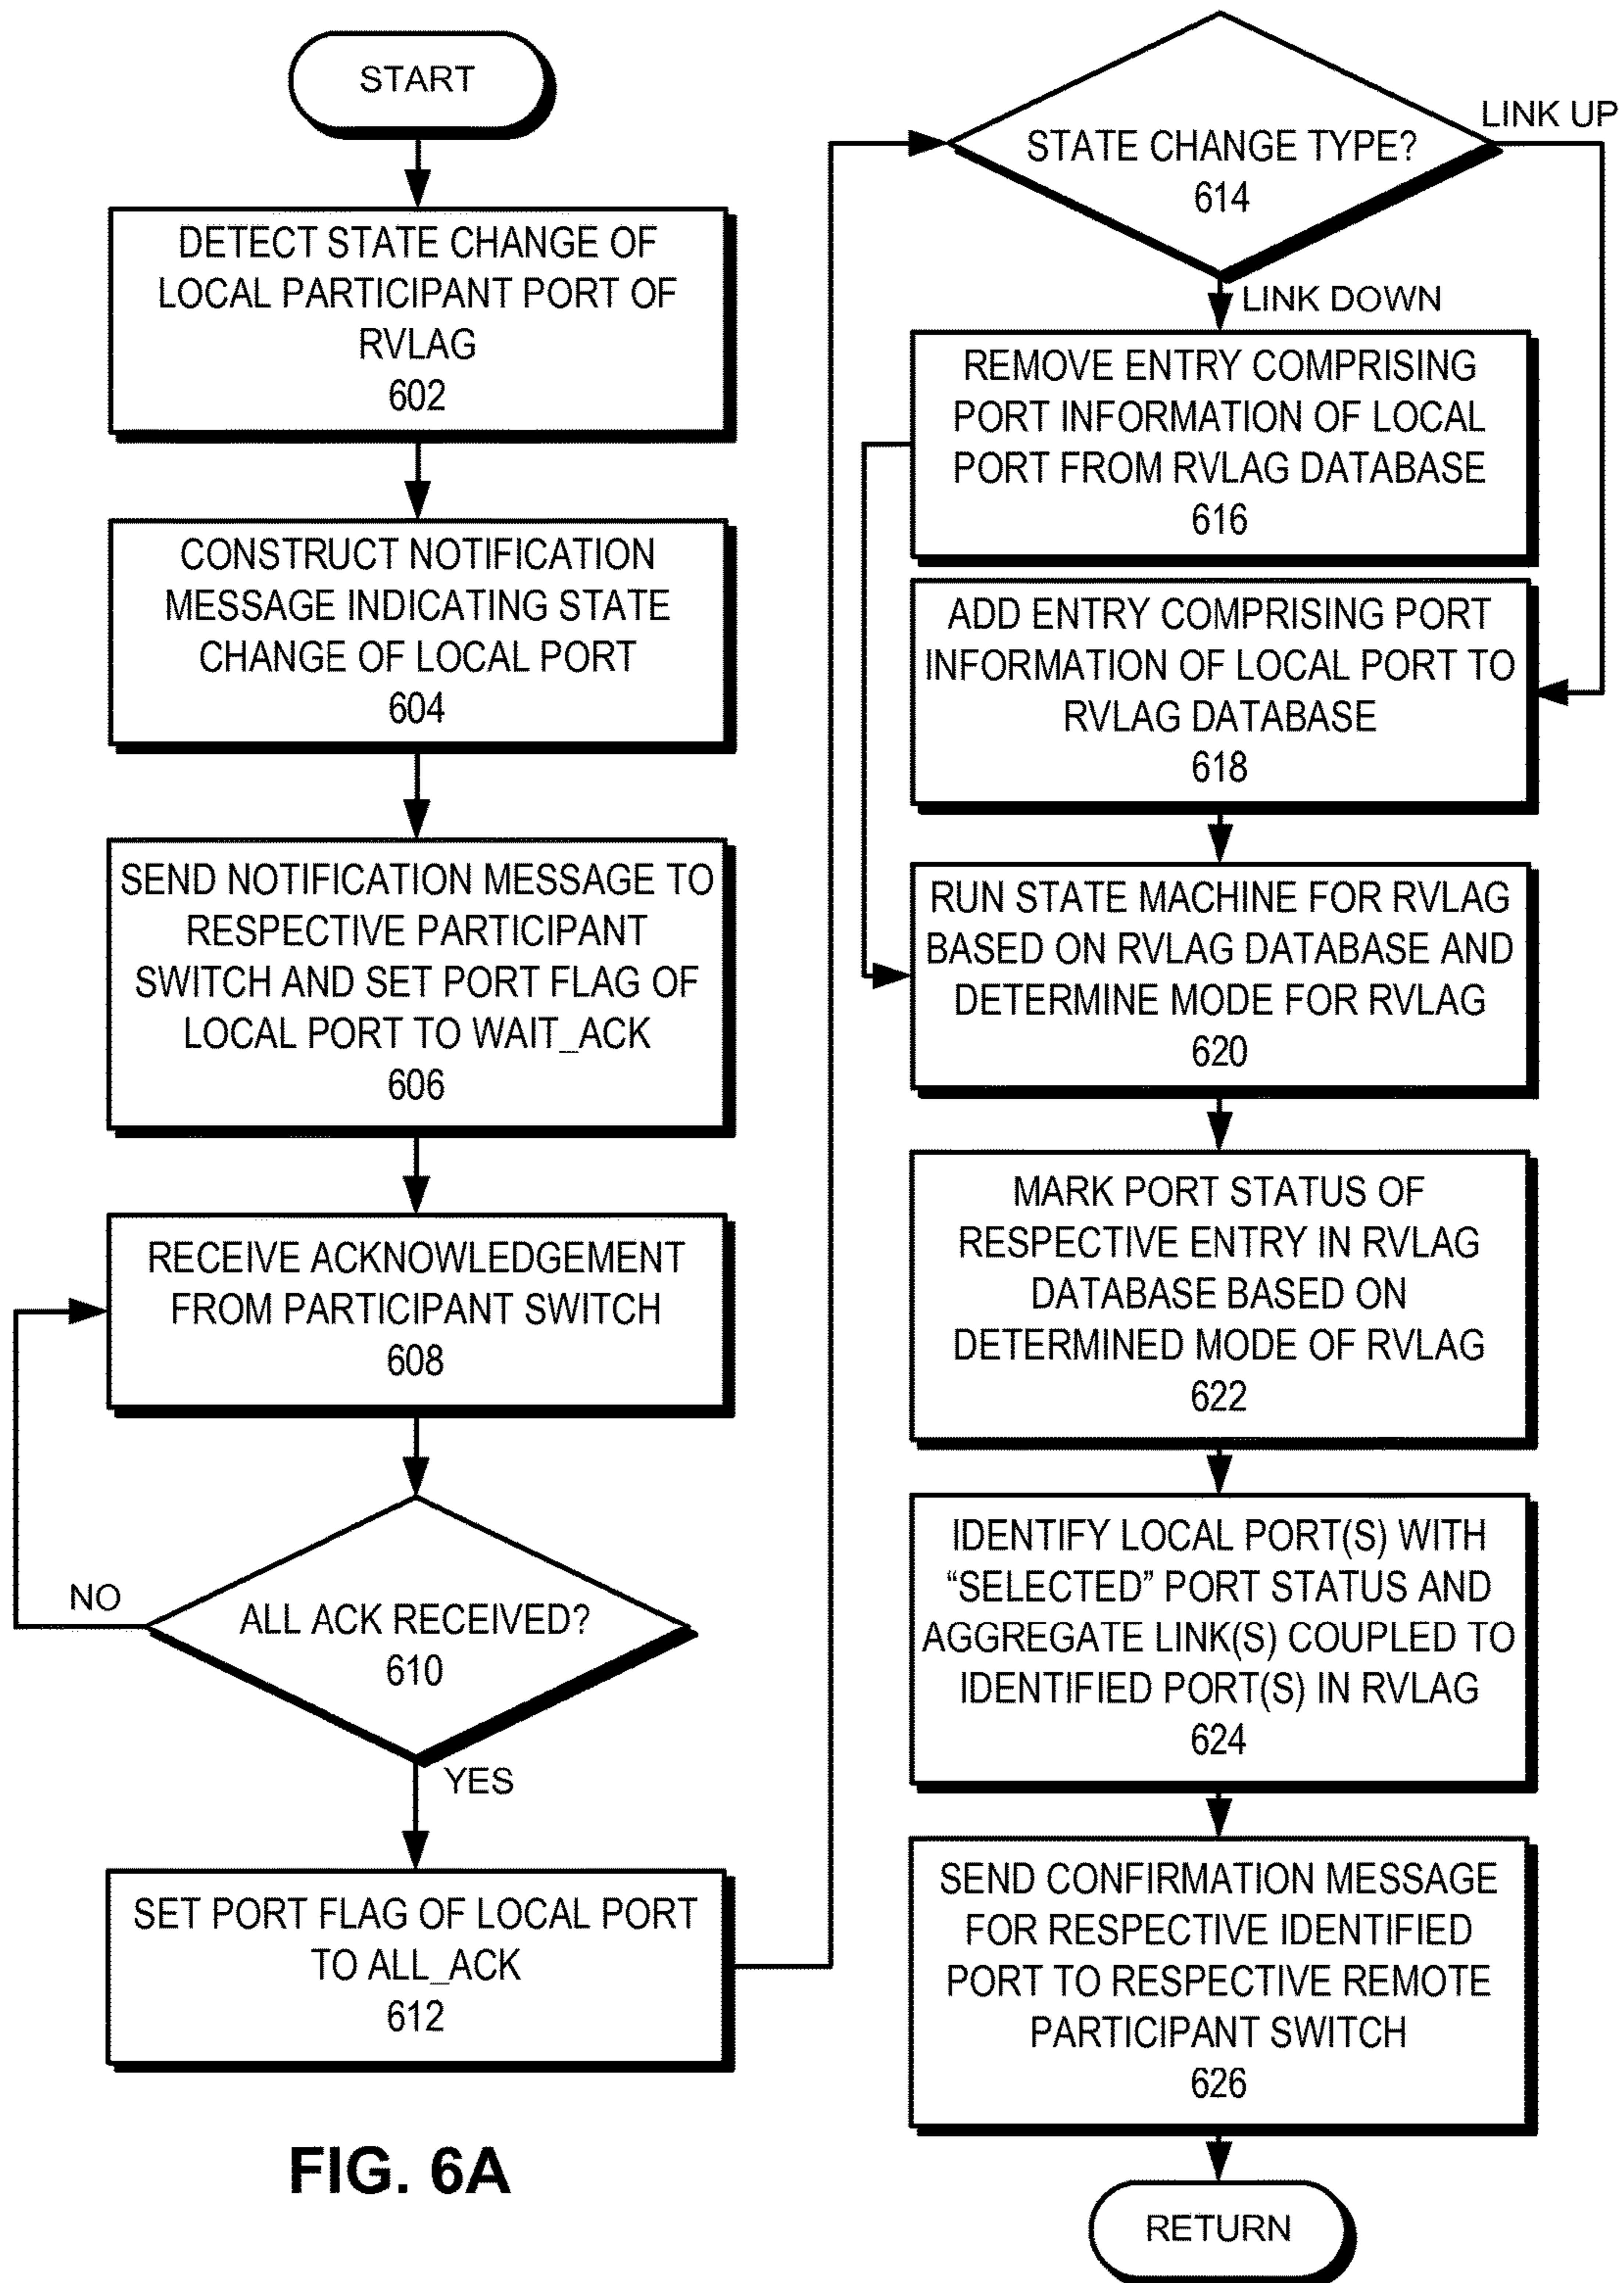 START
DETECT STATE CHANGE OF
LOCAL PARTICIPANT PORT OF
RVLAG
602
CONSTRUCT NOTIFICATION
MESSAGE INDICATING STATE
CHANGE OF LOCAL PORT
604
SEND NOTIFICATION MESSAGE TO
RESPECTIVE PARTICIPANT
SWITCH AND SET PORT FLAG OF
LOCAL PORT TO WAIT_ACK
606
RECEIVE ACKNOWLEDGEMENT
FROM PARTICIPANT SWITCH
608
NO
ALL ACK RECEIVED?
610
YES
SET PORT FLAG OF LOCAL PORT
TO ALL_ACK
612
FIG. 6A
STATE CHANGE TYPE?
614
LINK UP
LINK DOWN
REMOVE ENTRY COMPRISING
PORT INFORMATION OF LOCAL
PORT FROM RVLAG DATABASE
616
ADD ENTRY COMPRISING PORT
INFORMATION OF LOCAL PORT TO
RVLAG DATABASE
618
RUN STATE MACHINE FOR RVLAG
BASED ON RVLAG DATABASE AND
DETERMINE MODE FOR RVLAG
620
MARK PORT STATUS OF
RESPECTIVE ENTRY IN RVLAG
DATABASE BASED ON
DETERMINED MODE OF RVLAG
622
IDENTIFY LOCAL PORT(S) WITH
“SELECTED” PORT STATUS AND
AGGREGATE LINK(S) COUPLED TO
IDENTIFIED PORT(S) IN RVLAG
624
SEND CONFIRMATION MESSAGE
FOR RESPECTIVE IDENTIFIED
PORT TO RESPECTIVE REMOTE
PARTICIPANT SWITCH
626
RETURN